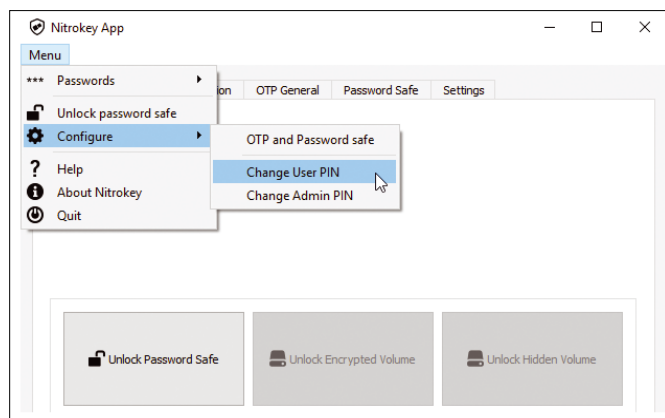 Nitrokey App
Menu
*** Passwords
OTP General Password Safe Settings
Unlock password safe
Configure
OTP and Password safe
Change User PIN
Change Admin PIN
Help
About Nitrokey
Quit
Unlock Password Safe
Unlock Encrypted Volume
Unlock Hidden Volume